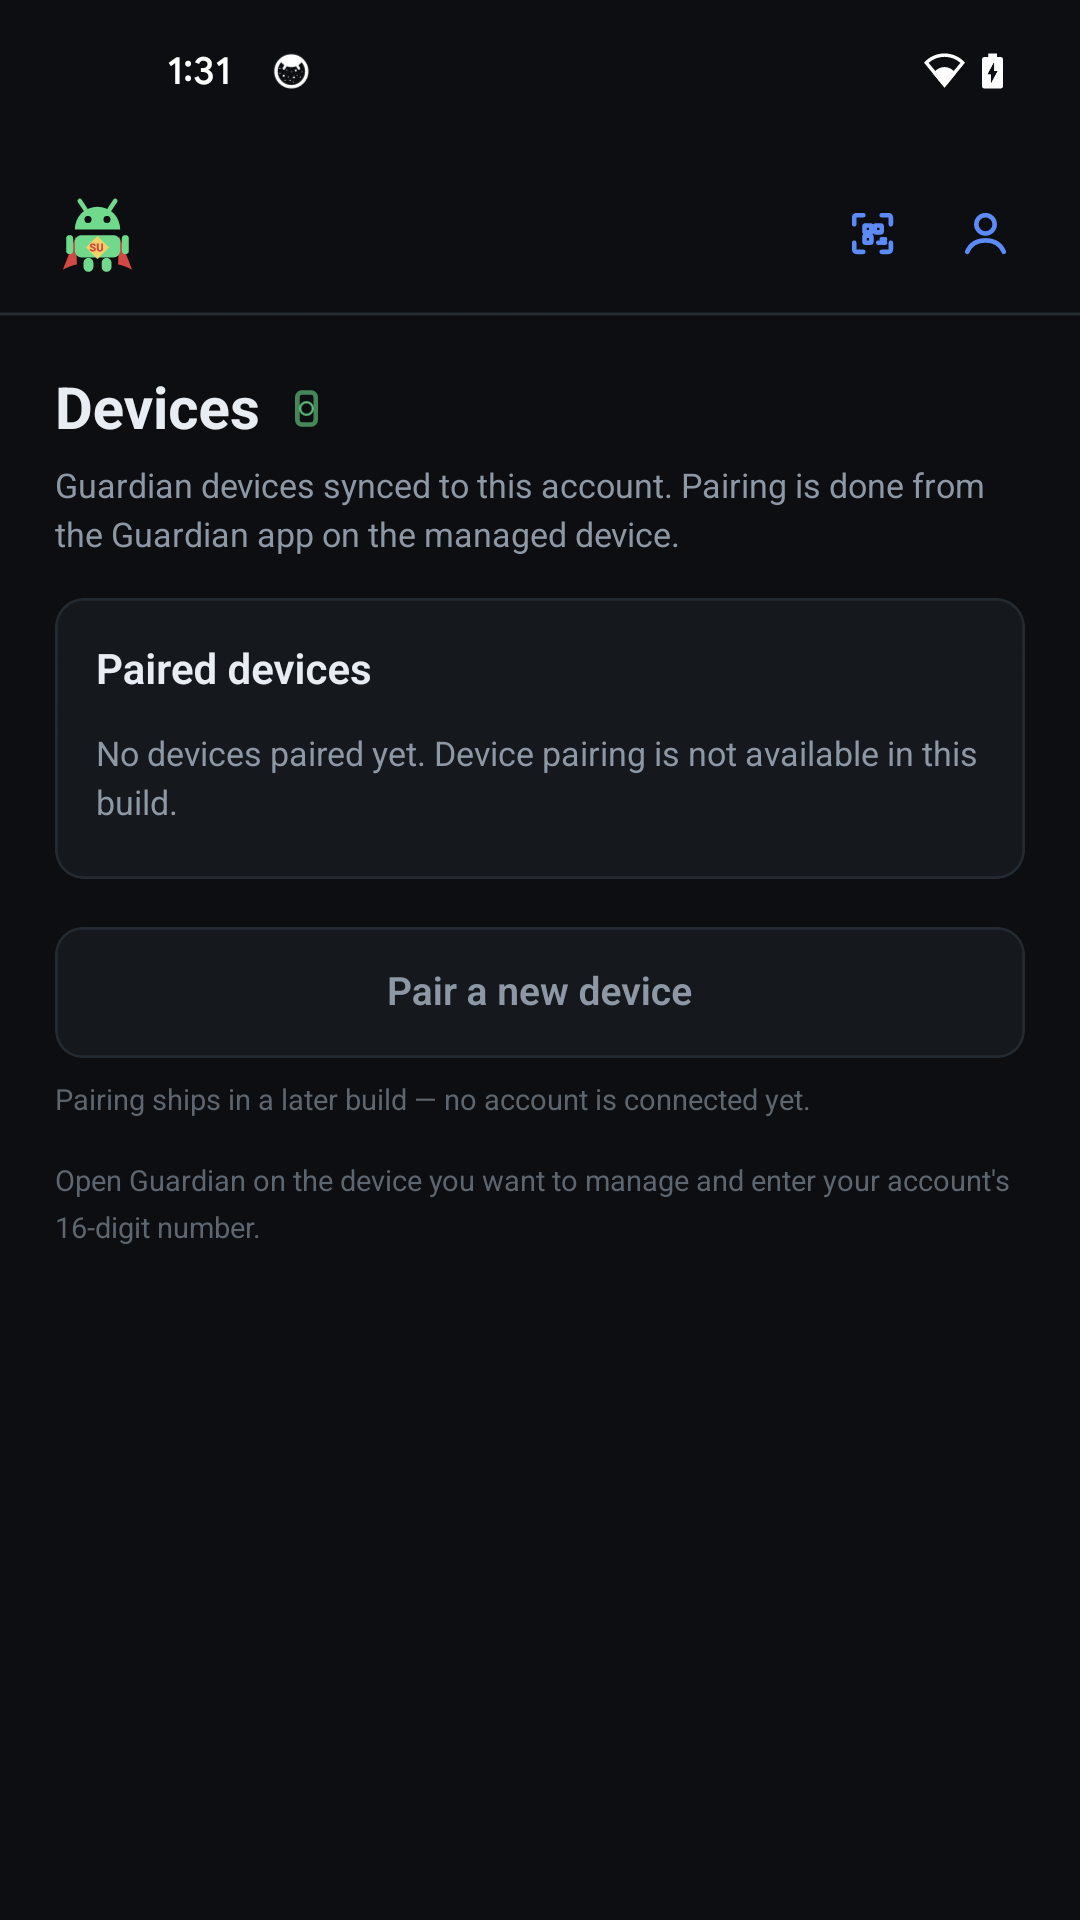 1:31
SU
Devices
Guardian devices synced to this account. Pairing is done from
the Guardian app on the managed device.
Paired devices
No devices paired yet. Device pairing is not available in this
build.
Pair a new device
Pairing ships in a later build — no account is connected yet.
Open Guardian on the device you want to manage and enter your account's
16-digit number.